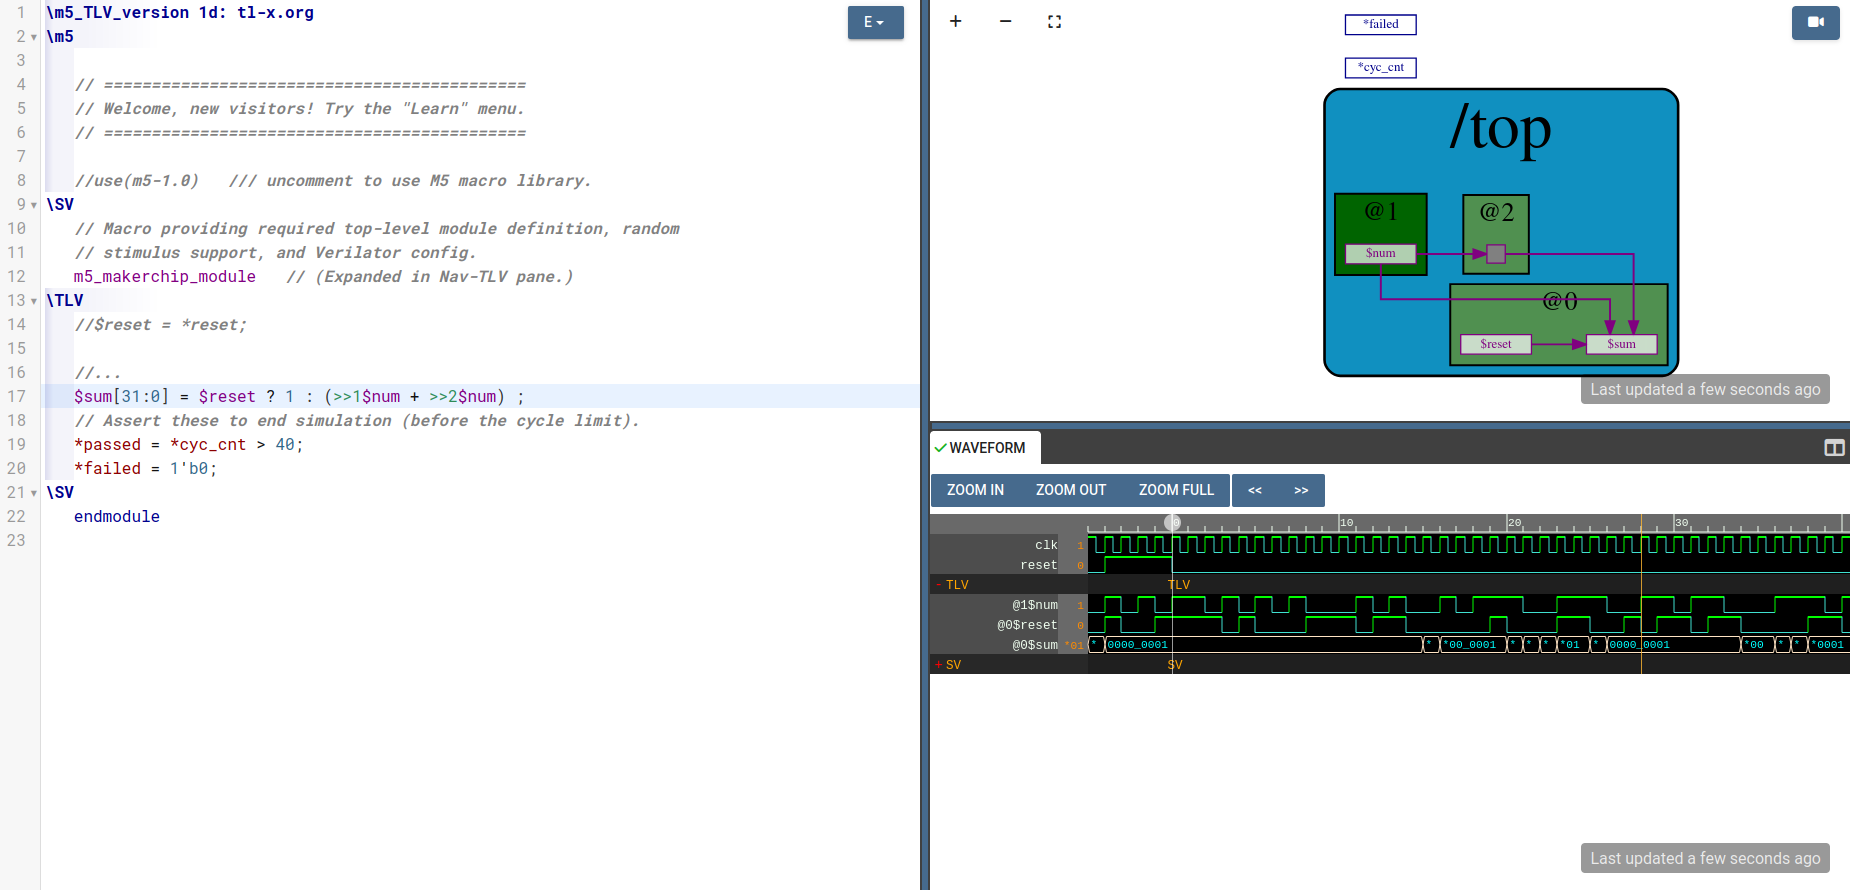 1 \m5_TLV_version 1d: tl-x.org
2 \m5
3
4 // ============================================
5 // Welcome, new visitors! Try the "Learn" menu.
6 // ============================================
7
8 //use(m5-1.0)   /// uncomment to use M5 macro library.
9 \SV
10 // Macro providing required top-level module definition, random
11 // stimulus support, and Verilator config.
12 m5_makerchip_module   // (Expanded in Nav-TLV pane.)
13 \TLV
14 //$reset = *reset;
15
16 //...
17 $sum[31:0] = $reset ? 1 : (>>1$num + >>2$num) ;
18 // Assert these to end simulation (before the cycle limit).
19 *passed = *cyc_cnt > 40;
20 *failed = 1'b0;
21 \SV
22 endmodule
23
E
+ −
*failed
*cyc_cnt
/top
@1 @2
$num
@0
$reset $sum
Last updated a few seconds ago
WAVEFORM
ZOOM IN ZOOM OUT ZOOM FULL << >>
0 10 20 30
clk 1
reset 0
- TLV TLV
@1$num 1
@0$reset 0
@0$sum *01 * 0000_0001 * *00_0001 * * * *01 * 0000_0001 *00 * * *0001
+ SV SV
Last updated a few seconds ago